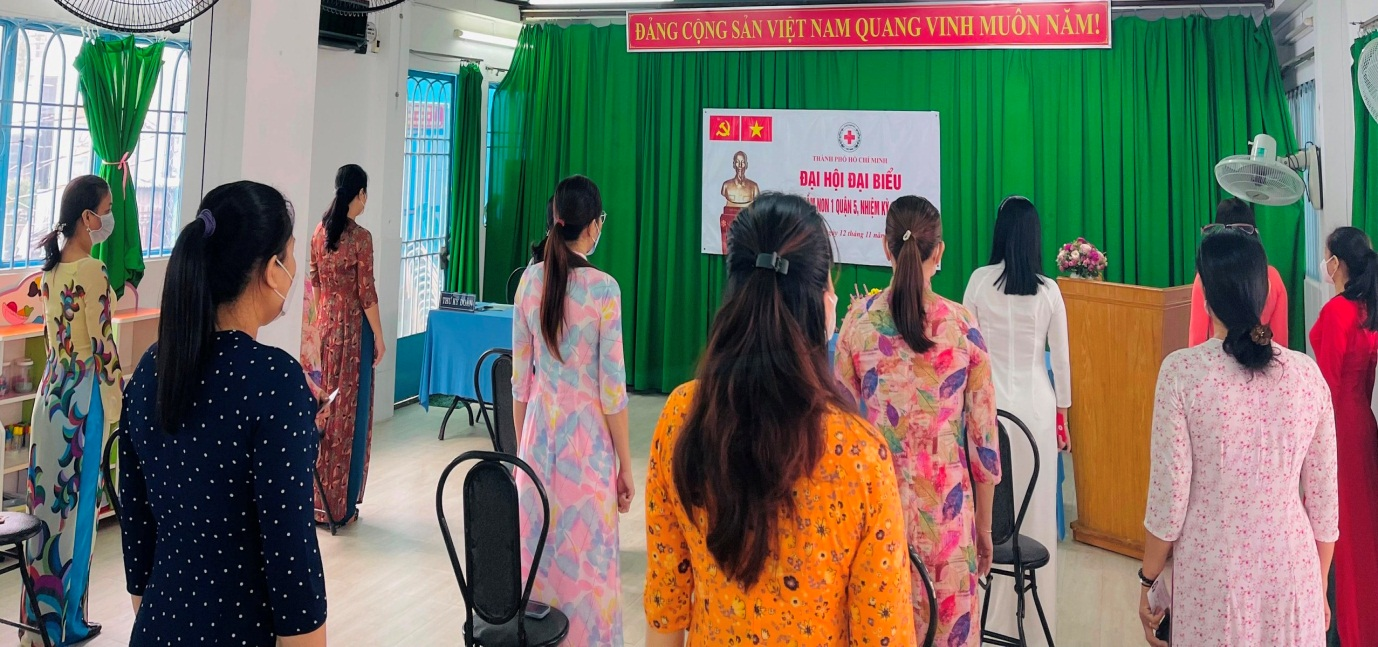 ĐẢNG CỘNG SẢN VIỆT NAM QUANG VINH MUÔN NĂM!
THÀNH PHỐ HỒ CHÍ MINH
ĐẠI HỘI ĐẠI BIỂU
NON 1 QUẬN 5, NHIỆM KỲ
12 tháng 11 năm
THƯ KÝ ĐOÀN